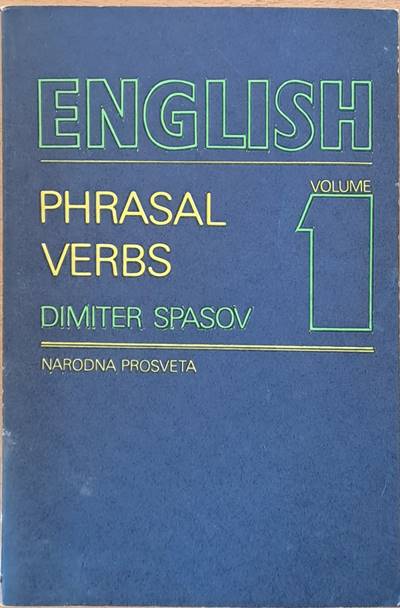 ENGLISH
VOLUME
1
PHRASAL
VERBS
DIMITER SPASOV
NARODNA PROSVETA